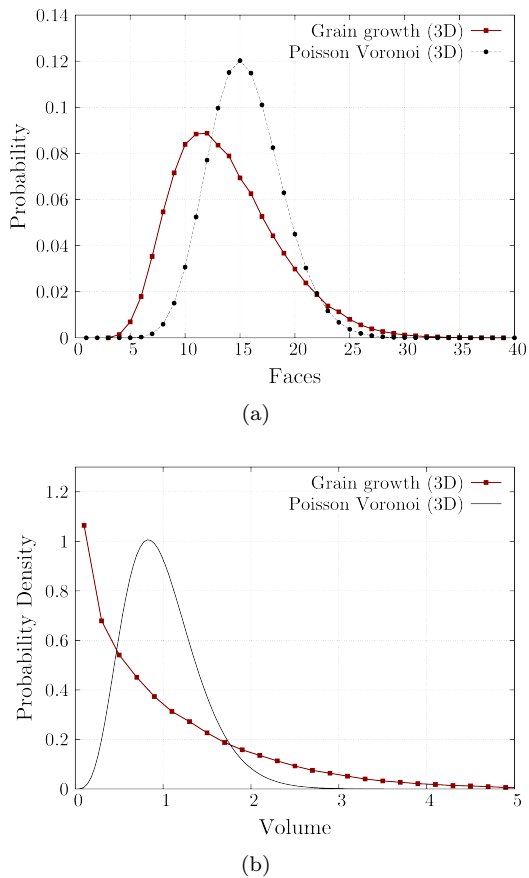 0.14
0.12
0.1
0.08
0.06
0.04
0.02
0
Probability
Grain growth (3D)
Poisson Voronoi (3D)
0 5 10 15 20 25 30 35 40
Faces
(a)
1.2
1
0.8
0.6
0.4
0.2
0
Probability Density
Grain growth (3D)
Poisson Voronoi (3D)
0 1 2 3 4 5
Volume
(b)